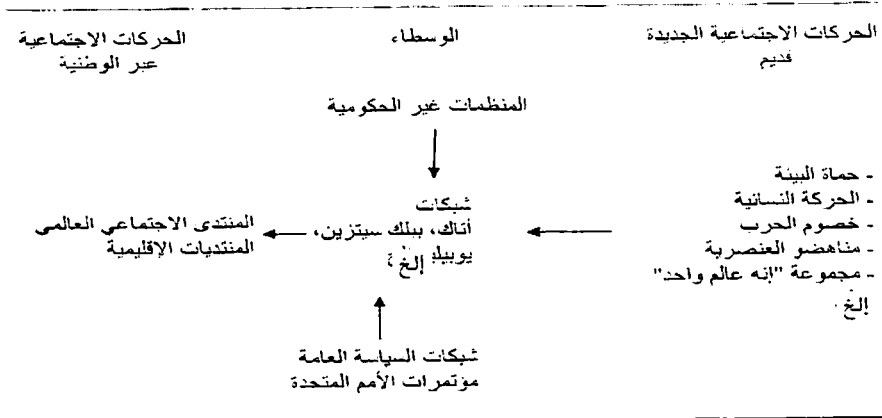 الحركات الاجتماعية الجديدة
قديم
الوسطاء
الحركات الاجتماعية
عبر الوطنية
المنظمات غير الحكومية
- حماة البيئة
- الحركة النسائية
- خصوم الحرب
- مناهضو العنصرية
- مجموعة "إنه عالم واحد"
إلخ.
شبكات
أتاك، ببلك سيتزين،
إلخ
المنتدى الاجتماعي العالمي
المنتديات الإقليمية
شبكات السياسة العامة
مؤتمرات الأمم المتحدة